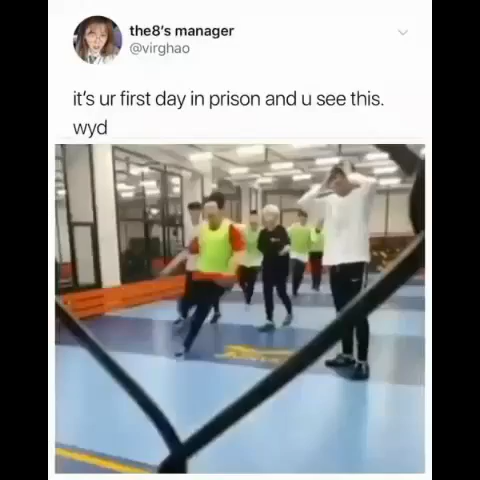 the8's manager
@virghao
it's ur first day in prison and u see this.
wyd